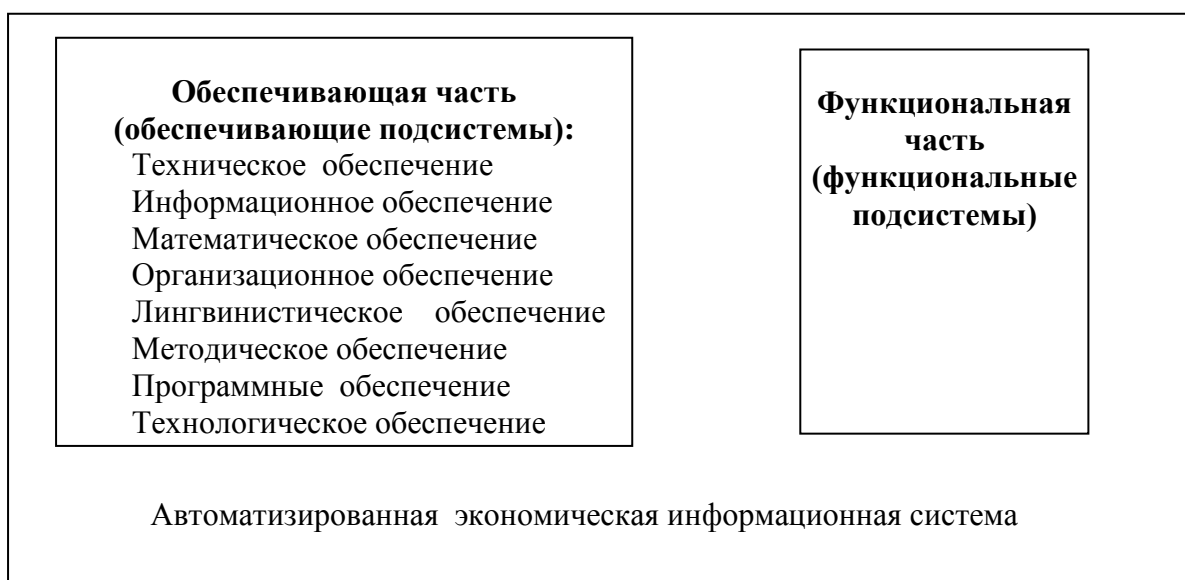 Обеспечивающая часть
(обеспечивающие подсистемы):
Техническое обеспечение
Информационное обеспечение
Математическое обеспечение
Организационное обеспечение
Лингвинистическое обеспечение
Методическое обеспечение
Программные обеспечение
Технологическое обеспечение
Функциональная
часть
(функциональные
подсистемы)
Автоматизированная экономическая информационная система